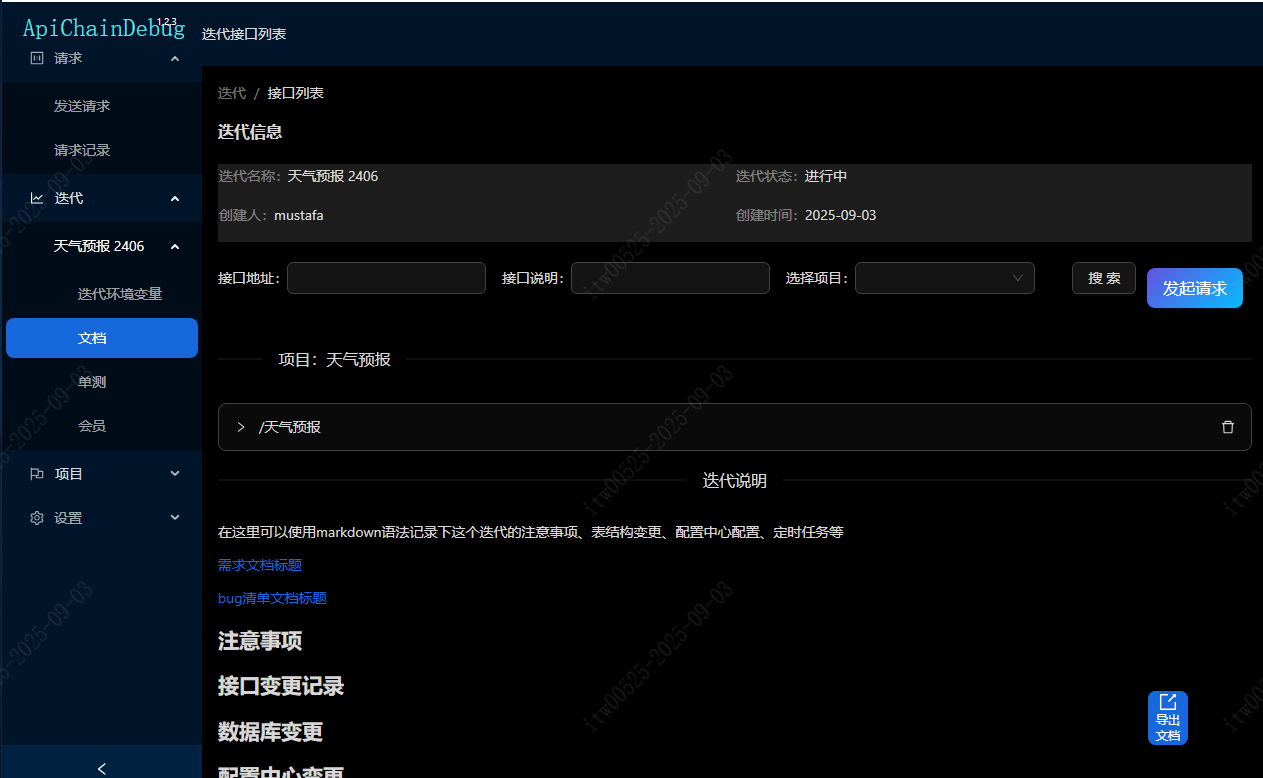 ApiChainDebug 1.2.3
迭代接口列表
请求
发送请求
请求记录
迭代
天气预报 2406
迭代环境变量
文档
单测
会员
项目
设置
迭代 / 接口列表
迭代信息
迭代名称: 天气预报 2406 迭代状态: 进行中
创建人: mustafa 创建时间: 2025-09-03
接口地址: 接口说明: 选择项目: 搜 索 发起请求
项目：天气预报
/天气预报
迭代说明
在这里可以使用markdown语法记录下这个迭代的注意事项、表结构变更、配置中心配置、定时任务等
需求文档标题
bug清单文档标题
注意事项
接口变更记录
数据库变更
配置中心变更
导出
文档
itw00525-2025-09-03